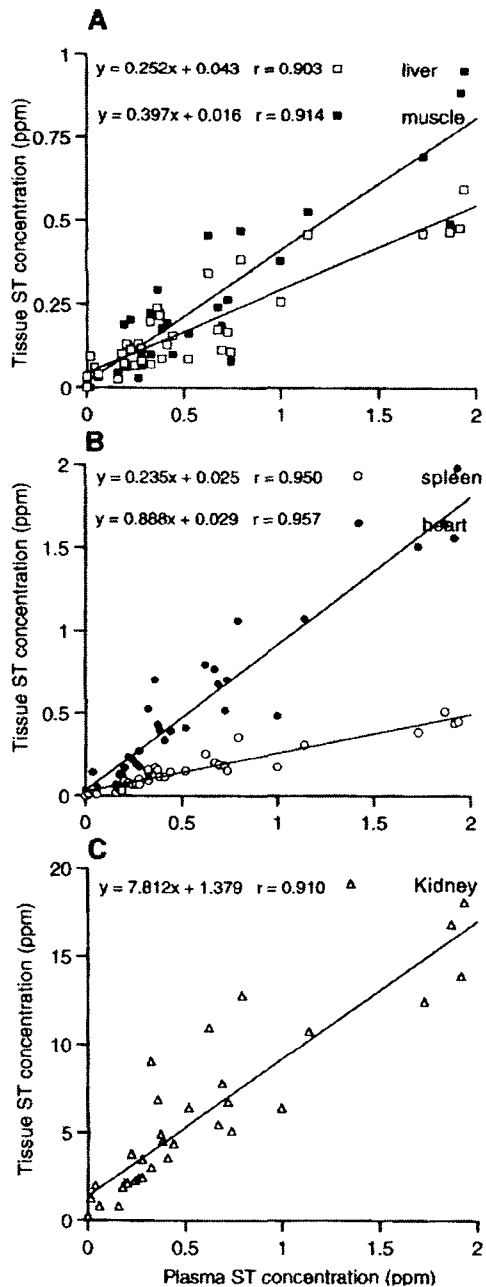 A
1
y = 0.252x + 0.043 r = 0.903 liver
y = 0.397x + 0.016 r = 0.914 muscle
0.75
0.5
0.25
0
Tissue ST concentration (ppm)
0 0.5 1 1.5 2
B
2
y = 0.235x + 0.025 r = 0.950 spleen
y = 0.888x + 0.029 r = 0.957 heart
1.5
1
0.5
0
Tissue ST concentration (ppm)
0 0.5 1 1.5 2
C
20
y = 7.812x + 1.379 r = 0.910 Kidney
15
10
5
0
Tissue ST concentration (ppm)
0 0.5 1 1.5 2
Plasma ST concentration (ppm)